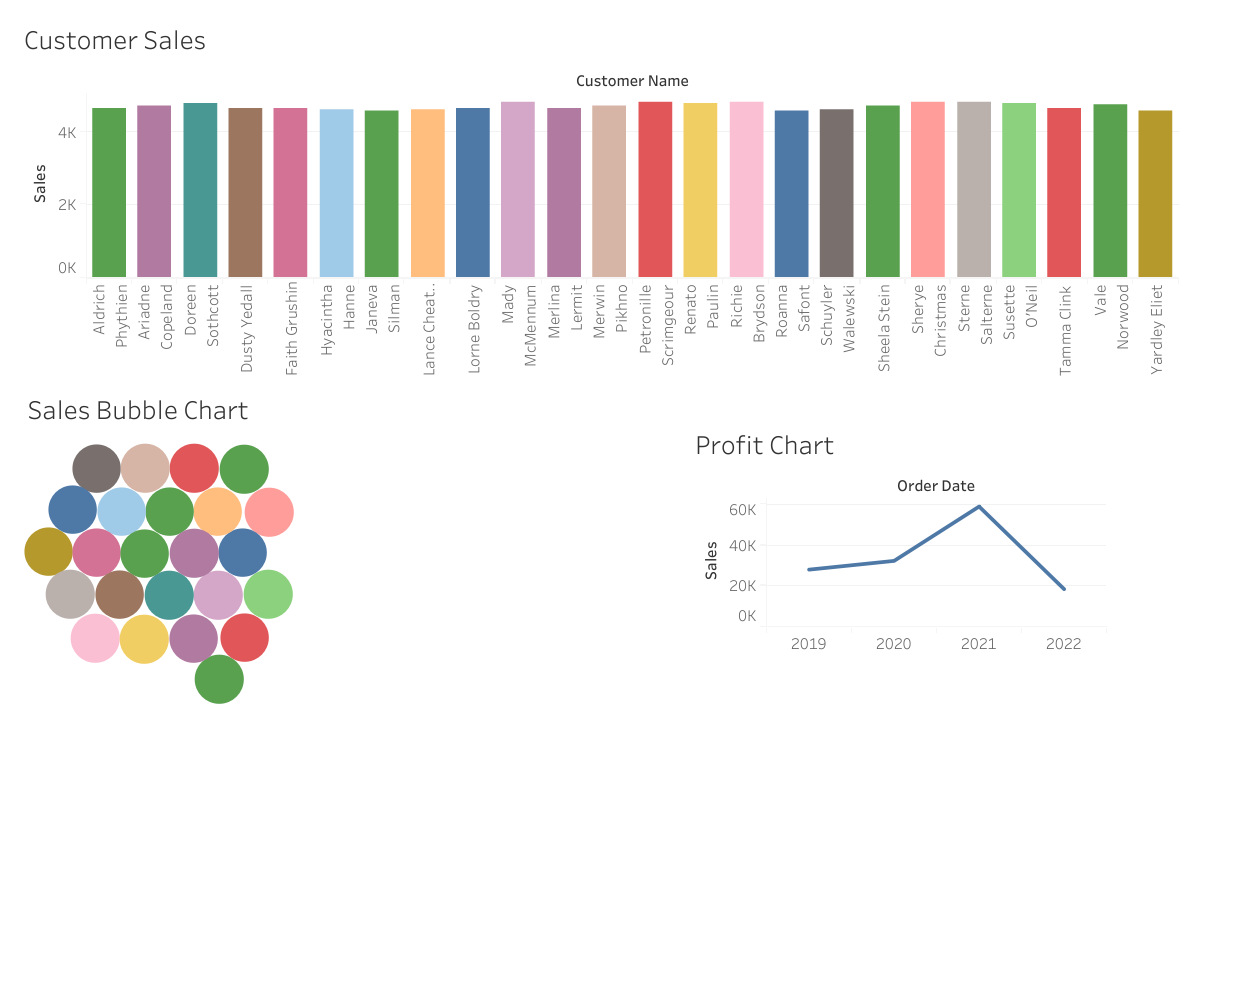 Customer Sales
Customer Name
Sales
4K
2K
0K
Aldrich
Phythien
Ariadne
Copeland
Doreen
Sothcott
Dusty Yedall
Faith Grushin
Hyacintha
Hanne
Janeva
Silman
Lance Cheat..
Lorne Boldry
Mady
McMennum
Merlina
Lermit
Merwin
Pikhno
Petronille
Scrimgeour
Renato
Paulin
Richie
Brydson
Roanna
Safont
Schuyler
Walewski
Sheela Stein
Sherye
Christmas
Sterne
Salterne
Susette
O'Neil
Tamma Clink
Vale
Norwood
Yardley Eliet
Sales Bubble Chart
Profit Chart
Order Date
Sales
60K
40K
20K
0K
2019 2020 2021 2022